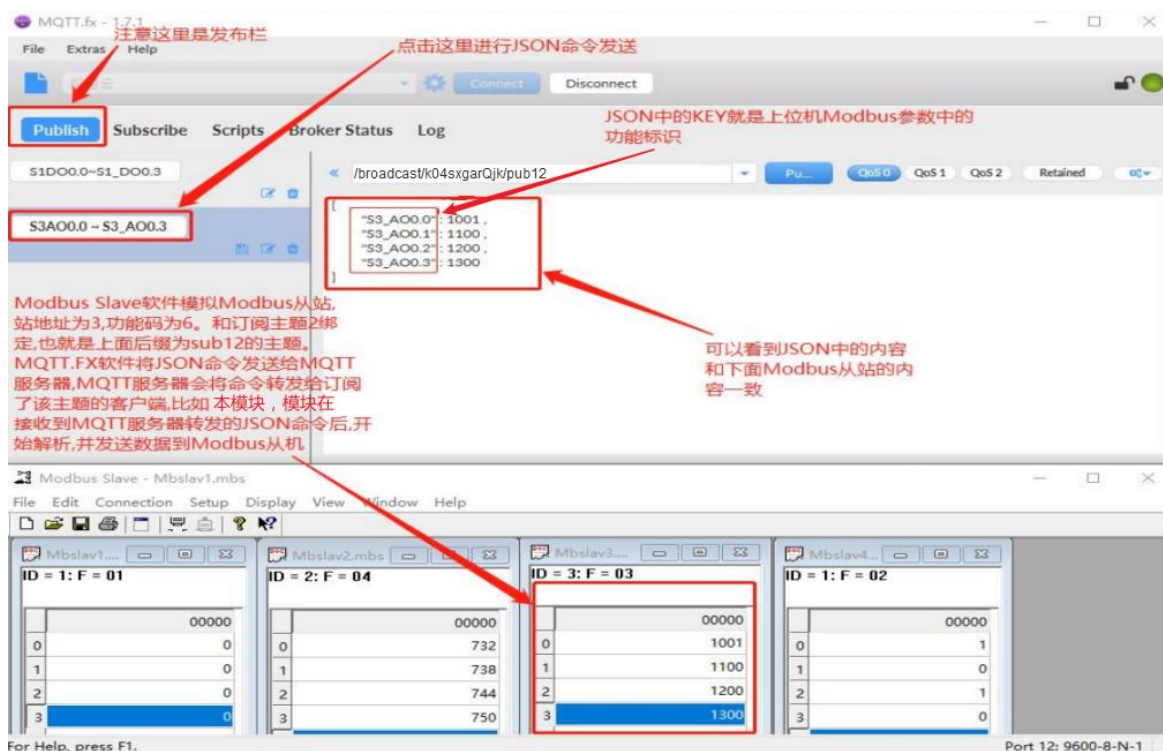 MQTT.fx - 1.7.1
注意这里是发布栏
File Extras Help
点击这里进行JSON命令发送
Connect Disconnect
JSON中的KEY就是上位机Modbus参数中的
功能标识
Publish Subscribe Scripts Broker Status Log
S1DO0.0~S1_DO0.3
/broadcast/k04sxgarQjk/pub12
Pu... QoS 0 QoS 1 QoS 2 Retained
S3AO0.0 ~ S3_AO0.3
{
"S3_AO0.0" : 1001 ,
"S3_AO0.1" : 1100 ,
"S3_AO0.2" : 1200 ,
"S3_AO0.3" : 1300
}
Modbus Slave软件模拟Modbus从站,
站地址为3,功能码为6。和订阅主题2绑
定,也就是上面后缀为sub12的主题。
MQTT.FX软件将JSON命令发送给MQTT
服务器,MQTT服务器会将命令转发给订阅
了该主题的客户端,比如 本模块，模块在
接收到MQTT服务器转发的JSON命令后,开
始解析,并发送数据到Modbus从机
可以看到JSON中的内容
和下面Modbus从站的内
容一致
Modbus Slave - Mbslav1.mbs
File Edit Connection Setup Display View Window Help
Mbslav1....
ID = 1: F = 01
00000
0 0
1 0
2 0
3 0
Mbslav2.mbs
ID = 2: F = 04
00000
0 732
1 738
2 744
3 750
Mbslav3....
ID = 3: F = 03
00000
0 1001
1 1100
2 1200
3 1300
Mbslav4...
ID = 1: F = 02
00000
0 1
1 0
2 1
3 0
For Help, press F1.
Port 12: 9600-8-N-1